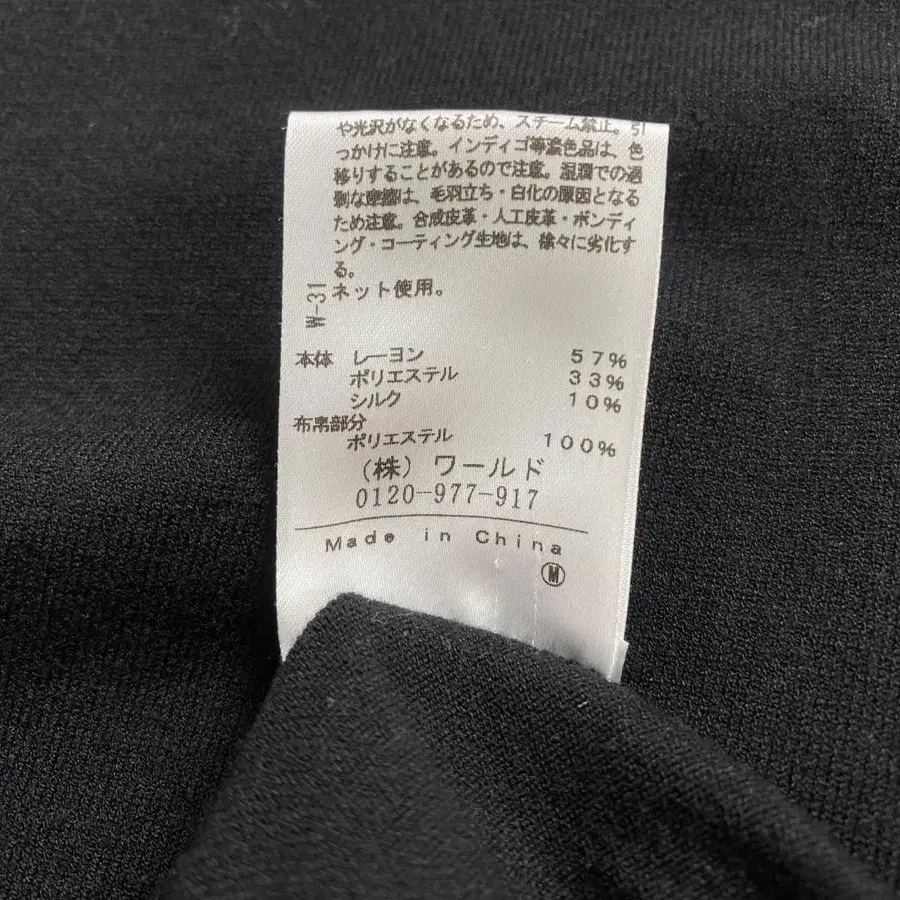 や光沢がなくなるため、スチーム禁止。引
っかけに注意。インディゴ等濃色品は、色
移りすることがあるので注意。湿潤での過
剰な摩擦は、毛羽立ち・白化の原因となる
ため注意。合成皮革・人工皮革・ボンディ
ング・コーティング生地は、徐々に劣化す
る。
ネット使用。
W-31
本体 レーヨン 57%
ポリエステル 33%
シルク 10%
布帛部分
ポリエステル 100%
(株)ワールド
0120-977-917
Made in China
M